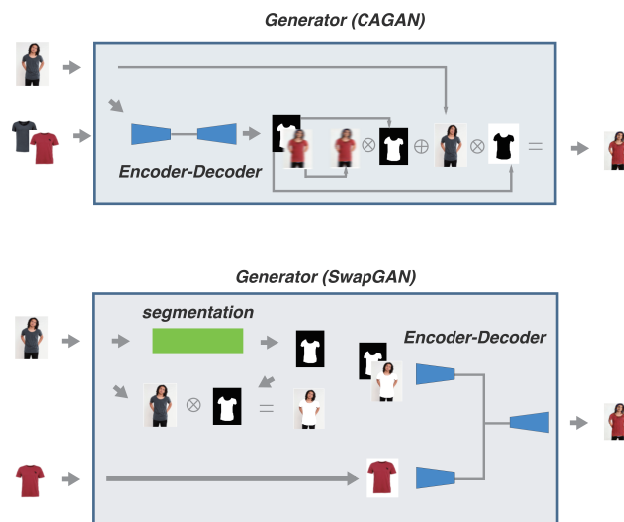 Generator (CAGAN)
Encoder-Decoder
Generator (SwapGAN)
segmentation
Encoder-Decoder